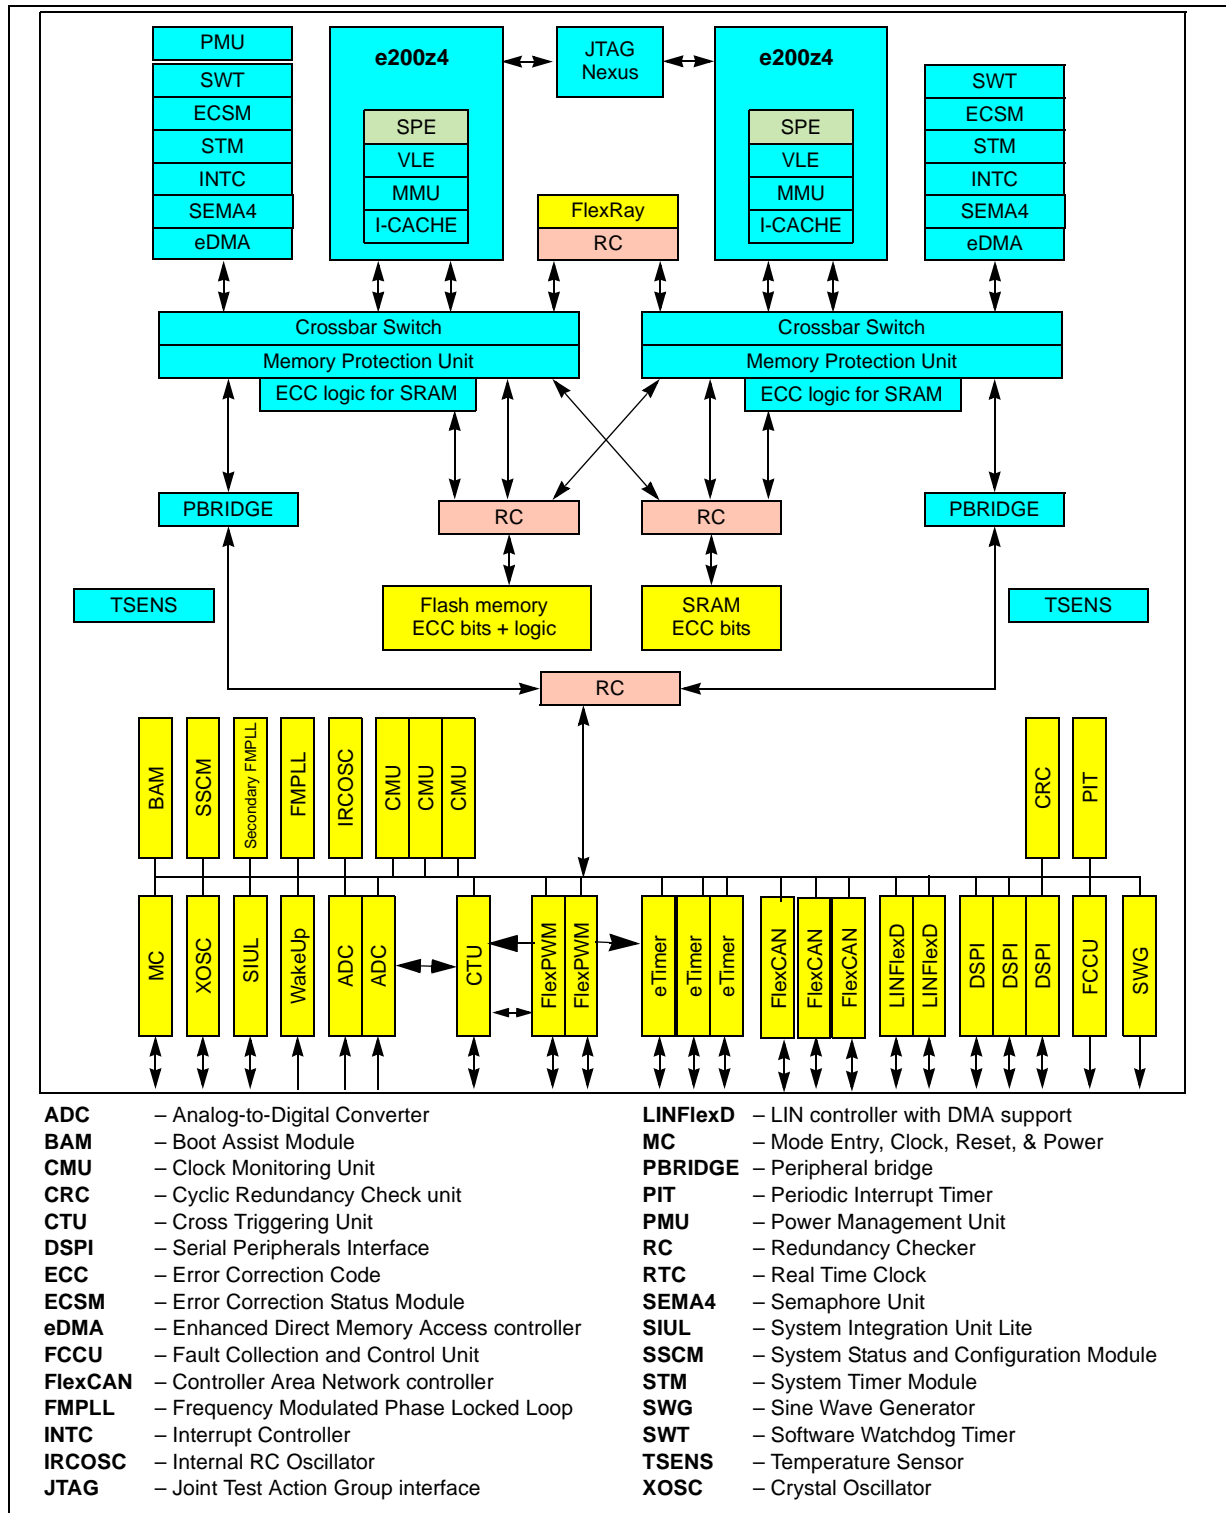 PMU
SWT
ECSM
STM
INTC
SEMA4
eDMA
e200z4
SPE
VLE
MMU
I-CACHE
JTAG
Nexus
FlexRay
RC
e200z4
SPE
VLE
MMU
I-CACHE
SWT
ECSM
STM
INTC
SEMA4
eDMA
Crossbar Switch
Memory Protection Unit
ECC logic for SRAM
Crossbar Switch
Memory Protection Unit
ECC logic for SRAM
PBRIDGE
RC
RC
PBRIDGE
TSENS
Flash memory
ECC bits + logic
SRAM
ECC bits
TSENS
RC
BAM
SSCM
Secondary FMPLL
FMPLL
IRCOSC
CMU
CMU
CMU
CRC
PIT
MC
XOSC
SIUL
WakeUp
ADC
ADC
CTU
FlexPWM
FlexPWM
eTimer
eTimer
eTimer
FlexCAN
FlexCAN
FlexCAN
LINFlexD
LINFlexD
DSPI
DSPI
DSPI
FCCU
SWG
ADC – Analog-to-Digital Converter
BAM – Boot Assist Module
CMU – Clock Monitoring Unit
CRC – Cyclic Redundancy Check unit
CTU – Cross Triggering Unit
DSPI – Serial Peripherals Interface
ECC – Error Correction Code
ECSM – Error Correction Status Module
eDMA – Enhanced Direct Memory Access controller
FCCU – Fault Collection and Control Unit
FlexCAN – Controller Area Network controller
FMPLL – Frequency Modulated Phase Locked Loop
INTC – Interrupt Controller
IRCOSC – Internal RC Oscillator
JTAG – Joint Test Action Group interface
LINFlexD – LIN controller with DMA support
MC – Mode Entry, Clock, Reset, & Power
PBRIDGE – Peripheral bridge
PIT – Periodic Interrupt Timer
PMU – Power Management Unit
RC – Redundancy Checker
RTC – Real Time Clock
SEMA4 – Semaphore Unit
SIUL – System Integration Unit Lite
SSCM – System Status and Configuration Module
STM – System Timer Module
SWG – Sine Wave Generator
SWT – Software Watchdog Timer
TSENS – Temperature Sensor
XOSC – Crystal Oscillator